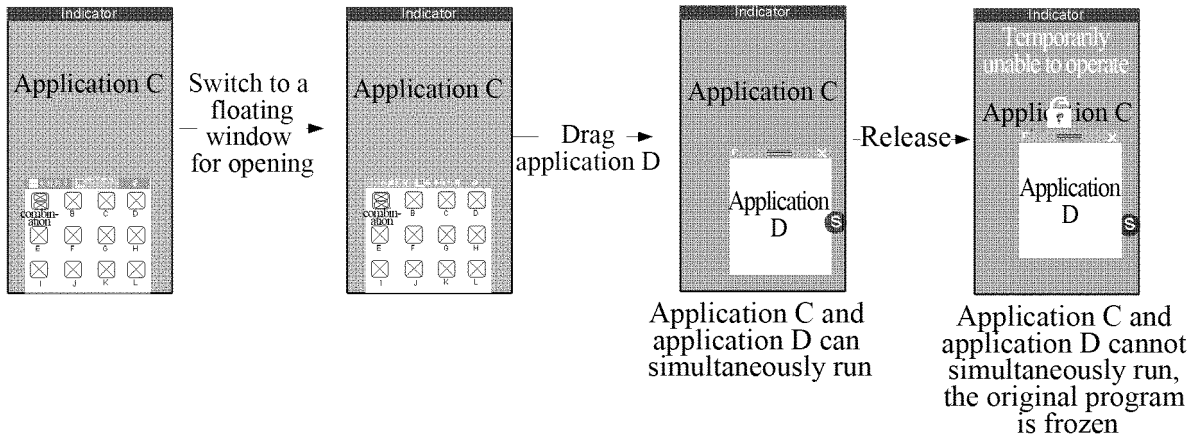 Indicator
Application C
combin-
ation
B
C
D
E
F
G
H
I
J
K
L
Switch to a
floating
window
for opening
Indicator
Application C
combin-
ation
B
C
D
E
F
G
H
I
J
K
L
Drag
application D
Indicator
Application C
Application
D
S
Application C and
application D can
simultaneously run
Release
Indicator
Temporarily
unable to operate
Application C
Application
D
S
Application C and
application D cannot
simultaneously run,
the original program
is frozen